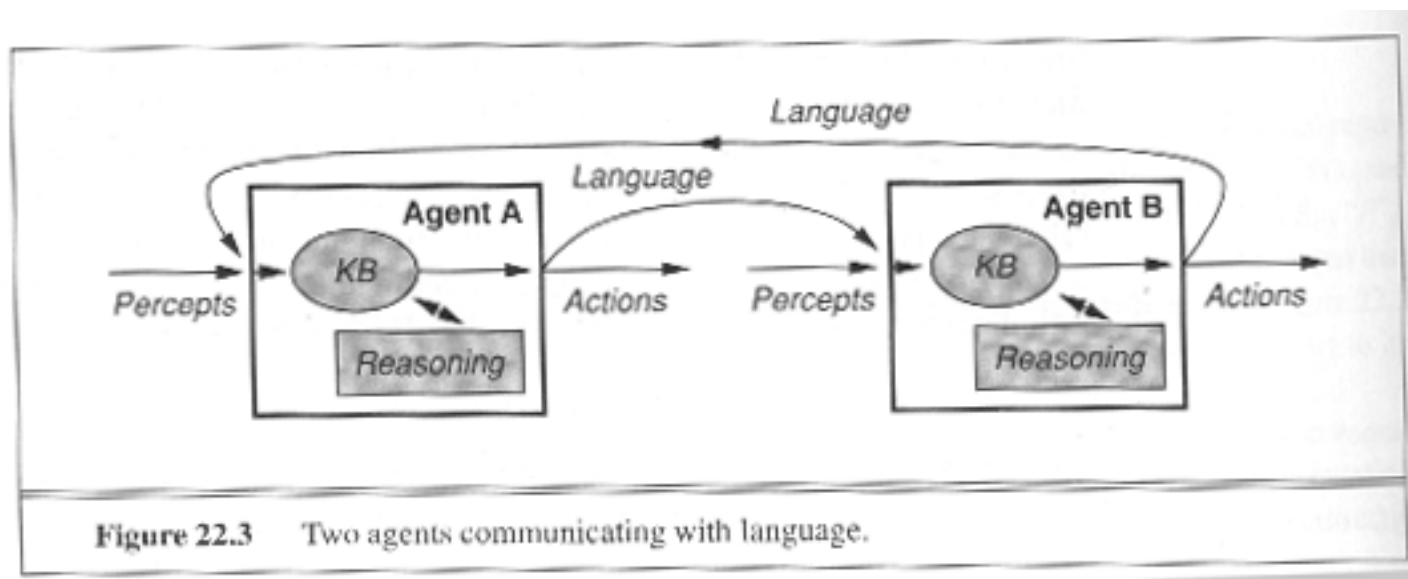 Language
Language
Agent A
Agent B
KB
KB
Percepts
Actions
Percepts
Actions
Reasoning
Reasoning
Figure 22.3 Two agents communicating with language.